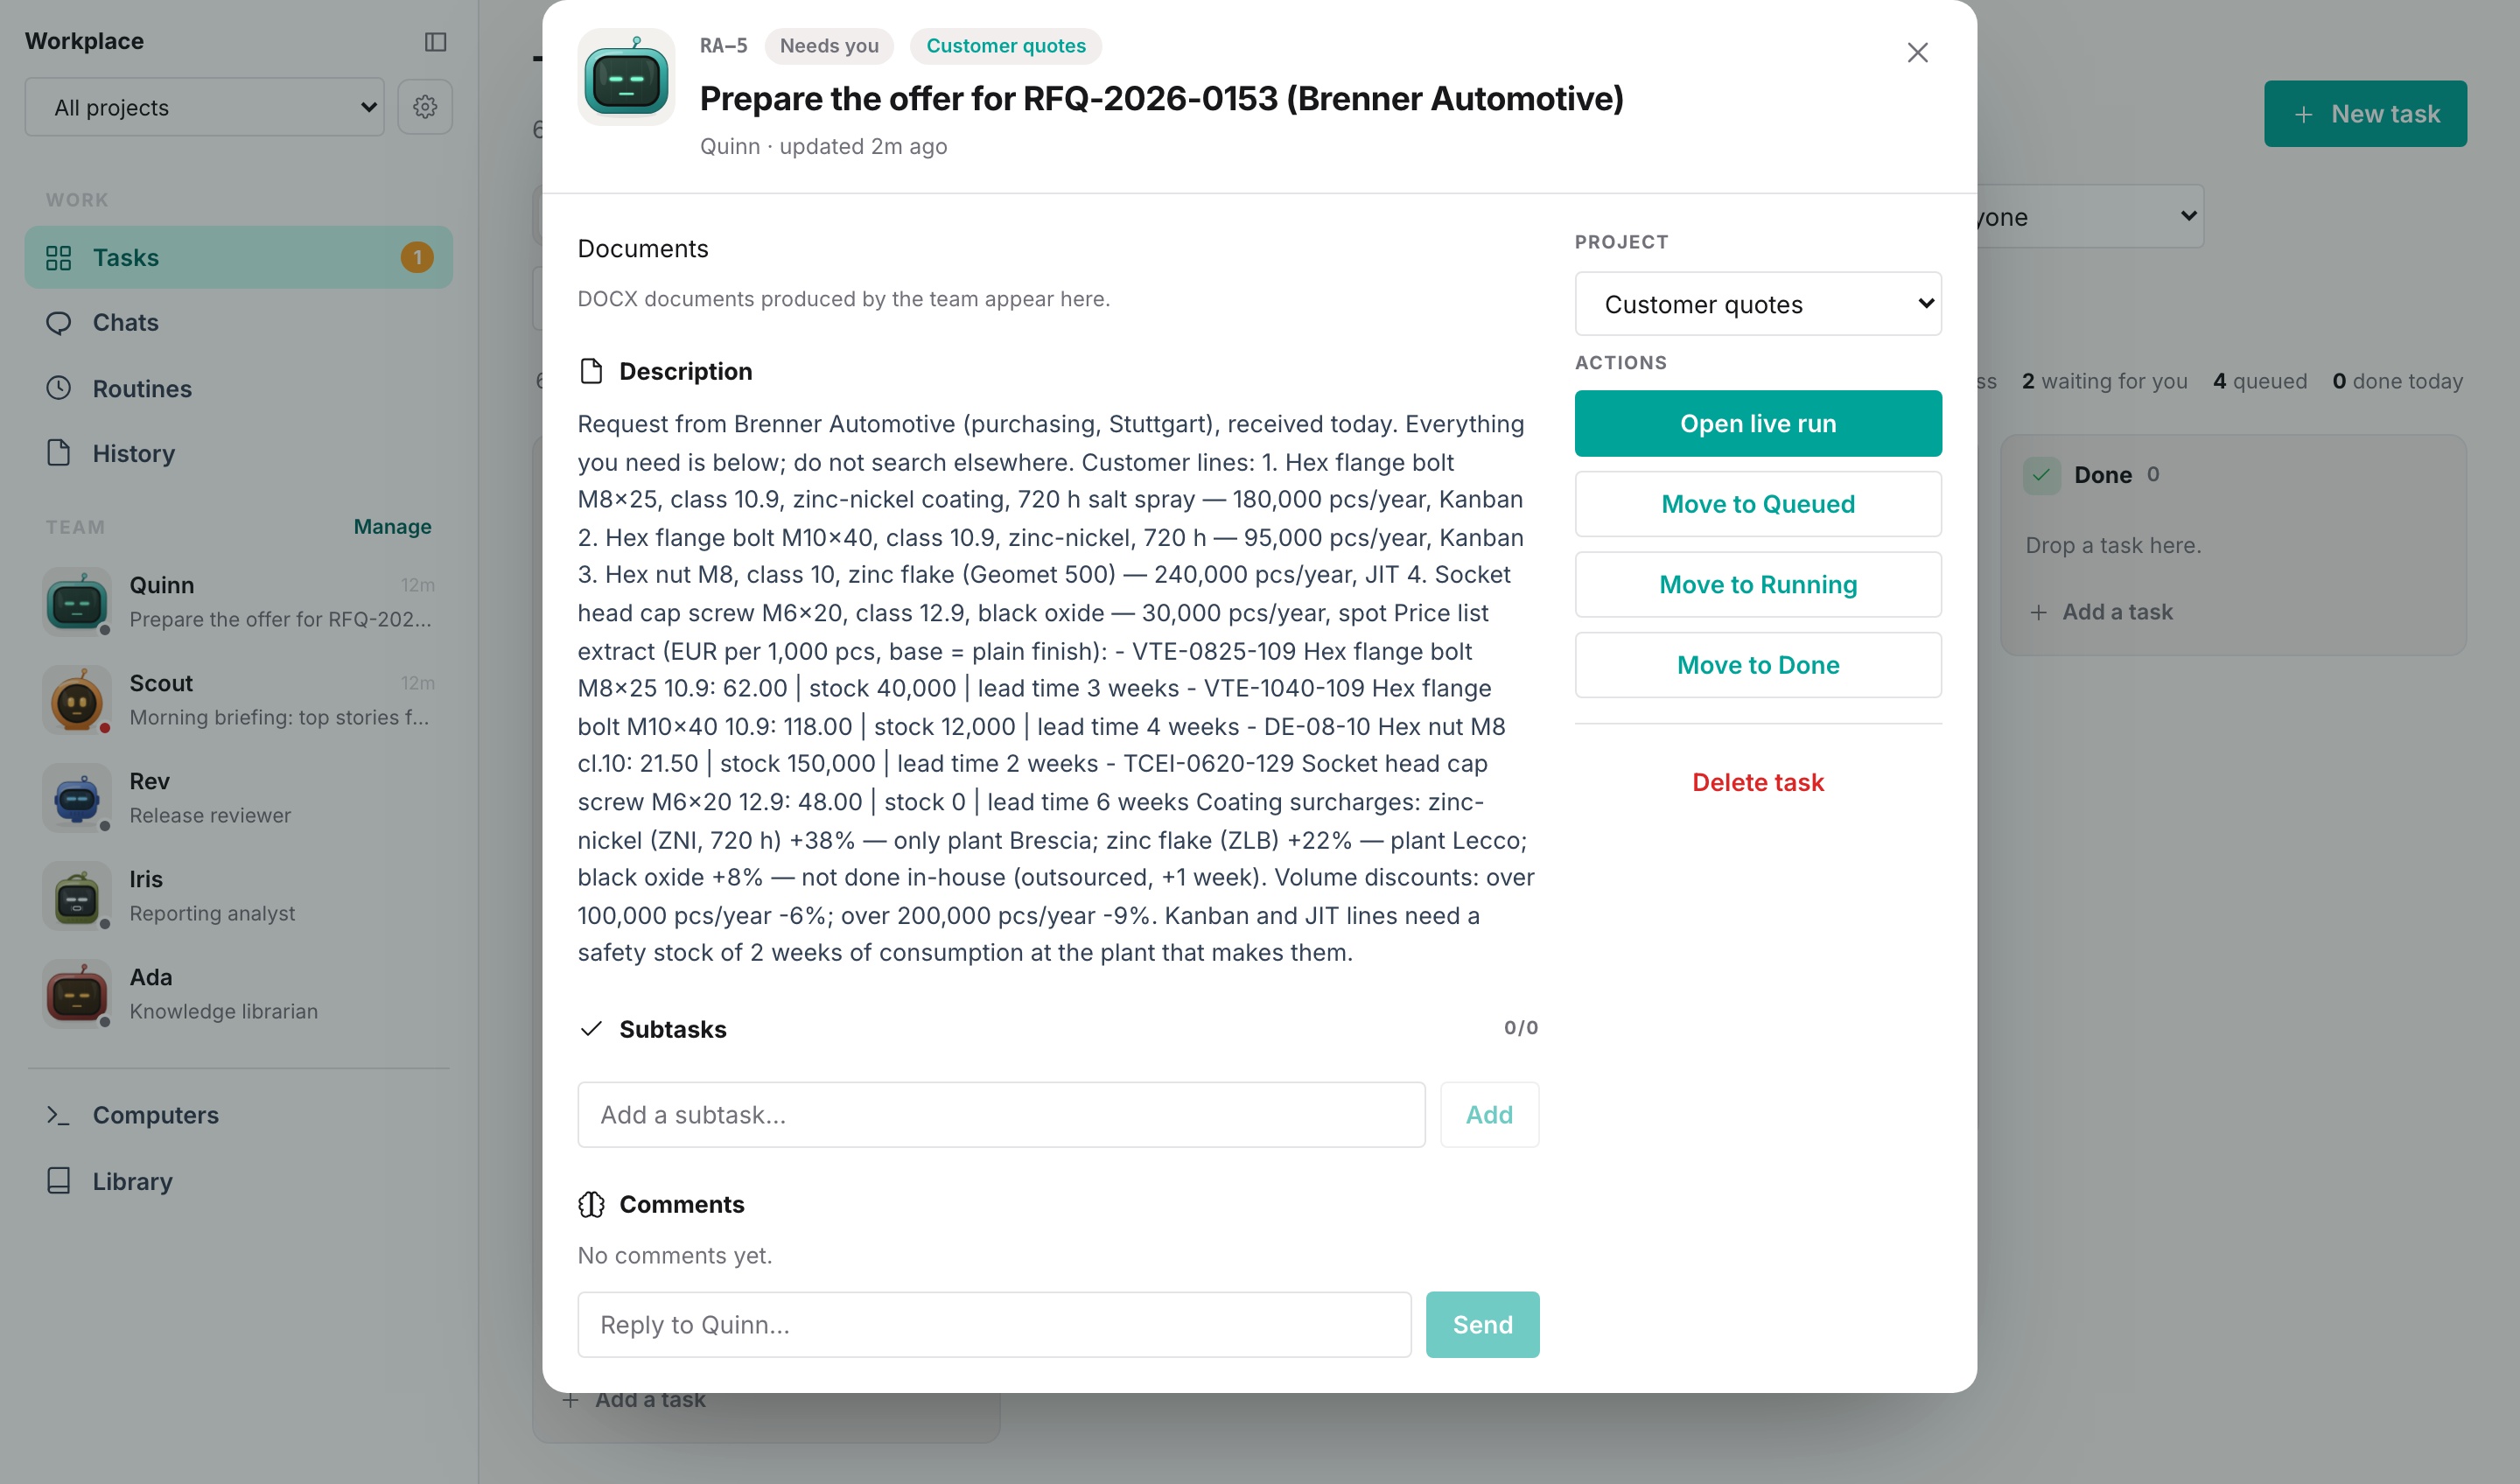 Workplace
All projects
WORK
Tasks
1
Chats
Routines
History
TEAM
Manage
Quinn
12m
Prepare the offer for RFQ-202...
Scout
12m
Morning briefing: top stories f...
Rev
Release reviewer
Iris
Reporting analyst
Ada
Knowledge librarian
Computers
Library
RA-5
Needs you
Customer quotes
Prepare the offer for RFQ-2026-0153 (Brenner Automotive)
Quinn · updated 2m ago
Documents
DOCX documents produced by the team appear here.
Description
Request from Brenner Automotive (purchasing, Stuttgart), received today. Everything
you need is below; do not search elsewhere. Customer lines: 1. Hex flange bolt
M8×25, class 10.9, zinc-nickel coating, 720 h salt spray — 180,000 pcs/year, Kanban
2. Hex flange bolt M10×40, class 10.9, zinc-nickel, 720 h — 95,000 pcs/year, Kanban
3. Hex nut M8, class 10, zinc flake (Geomet 500) — 240,000 pcs/year, JIT 4. Socket
head cap screw M6×20, class 12.9, black oxide — 30,000 pcs/year, spot Price list
extract (EUR per 1,000 pcs, base = plain finish): - VTE-0825-109 Hex flange bolt
M8×25 10.9: 62.00 | stock 40,000 | lead time 3 weeks - VTE-1040-109 Hex flange
bolt M10×40 10.9: 118.00 | stock 12,000 | lead time 4 weeks - DE-08-10 Hex nut M8
cl.10: 21.50 | stock 150,000 | lead time 2 weeks - TCEI-0620-129 Socket head cap
screw M6×20 12.9: 48.00 | stock 0 | lead time 6 weeks Coating surcharges: zinc-
nickel (ZNI, 720 h) +38% — only plant Brescia; zinc flake (ZLB) +22% — plant Lecco;
black oxide +8% — not done in-house (outsourced, +1 week). Volume discounts: over
100,000 pcs/year -6%; over 200,000 pcs/year -9%. Kanban and JIT lines need a
safety stock of 2 weeks of consumption at the plant that makes them.
Subtasks
0/0
Add a subtask...
Add
Comments
No comments yet.
Reply to Quinn...
Send
PROJECT
Customer quotes
ACTIONS
Open live run
Move to Queued
Move to Running
Move to Done
Delete task
+ New task
yone
ss 2 waiting for you 4 queued 0 done today
Done 0
Drop a task here.
+ Add a task
+ Add a task